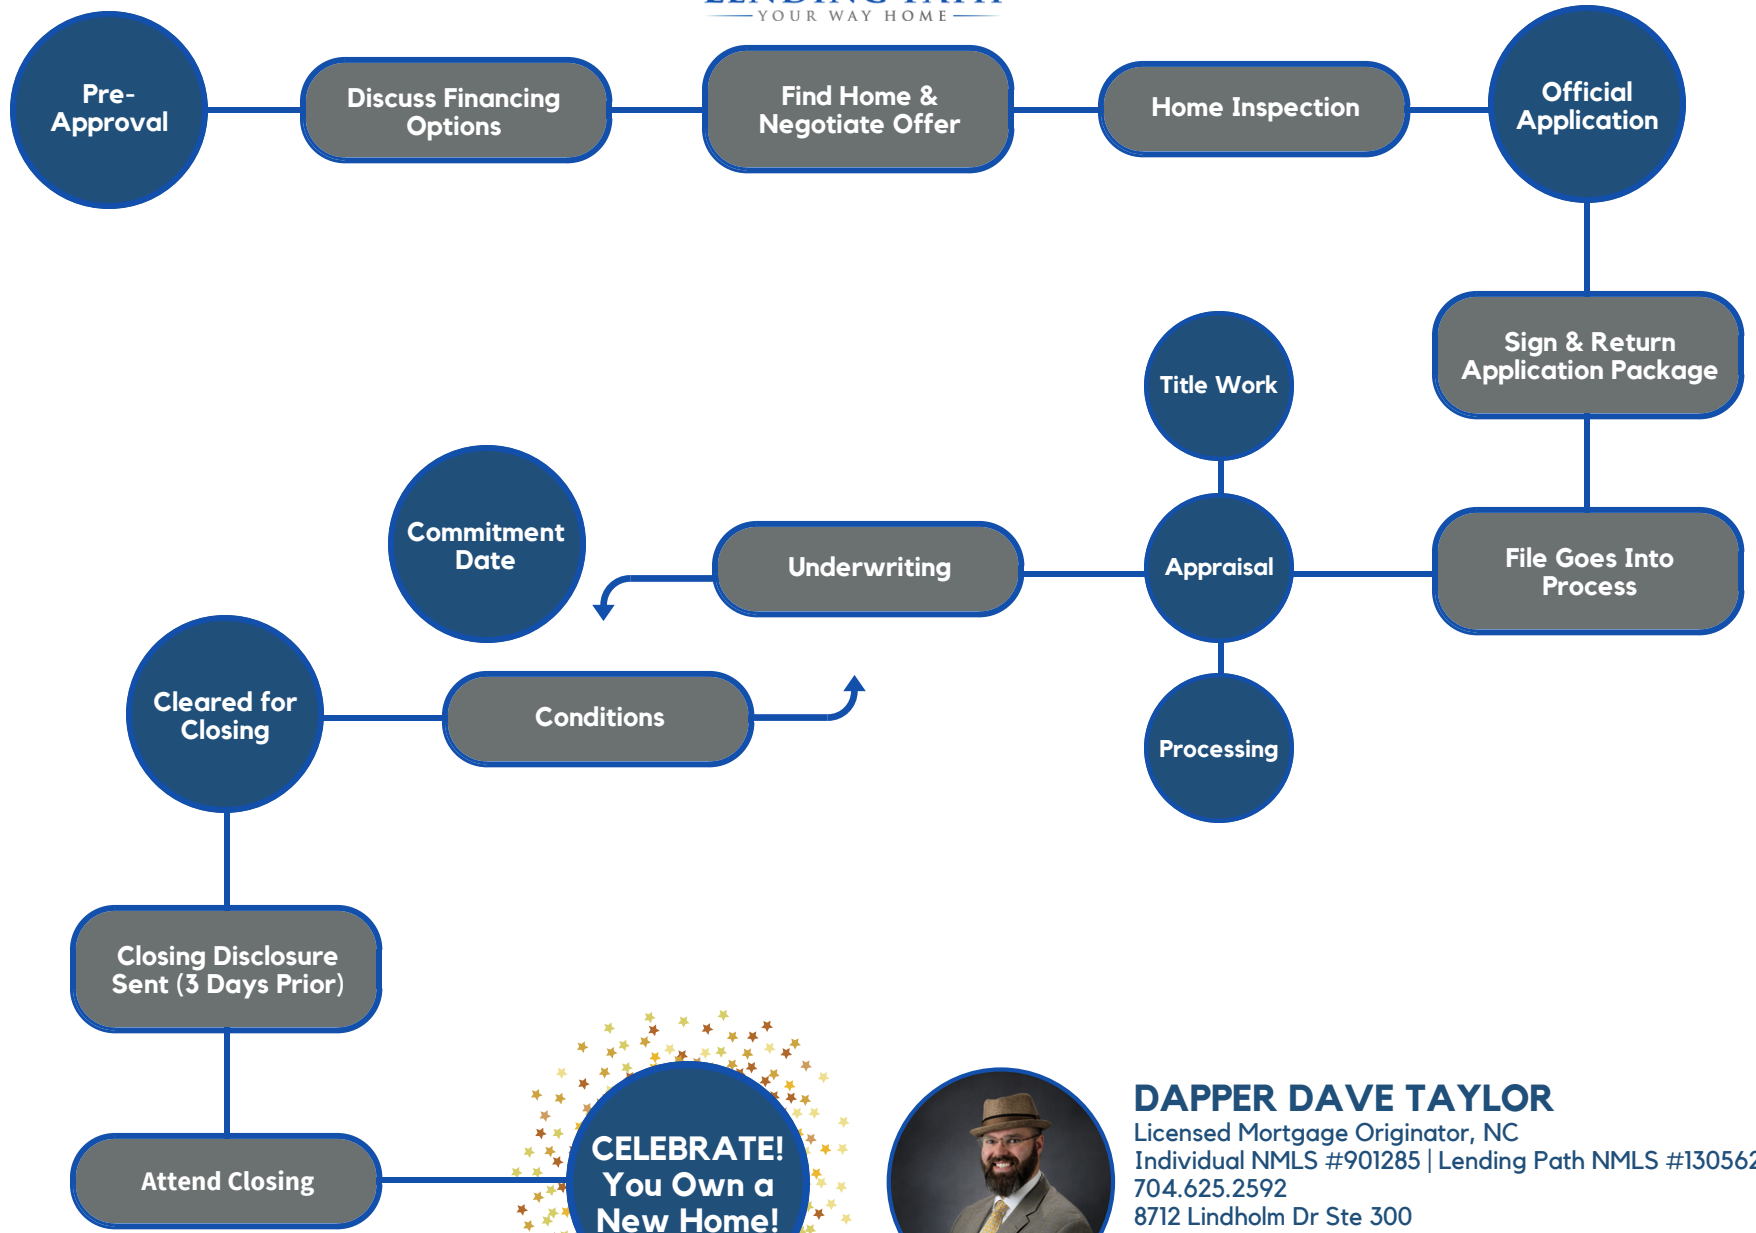 LENDING PATH
YOUR WAY HOME
Pre-
Approval
Discuss Financing
Options
Find Home &
Negotiate Offer
Home Inspection
Official
Application
Sign & Return
Application Package
Title Work
Commitment
Date
Underwriting
Appraisal
File Goes Into
Process
Cleared for
Closing
Conditions
Processing
Closing Disclosure
Sent (3 Days Prior)
Attend Closing
CELEBRATE!
You Own a
New Home!
DAPPER DAVE TAYLOR
Licensed Mortgage Originator, NC
Individual NMLS #901285 | Lending Path NMLS #130562
704.625.2592
8712 Lindholm Dr Ste 300